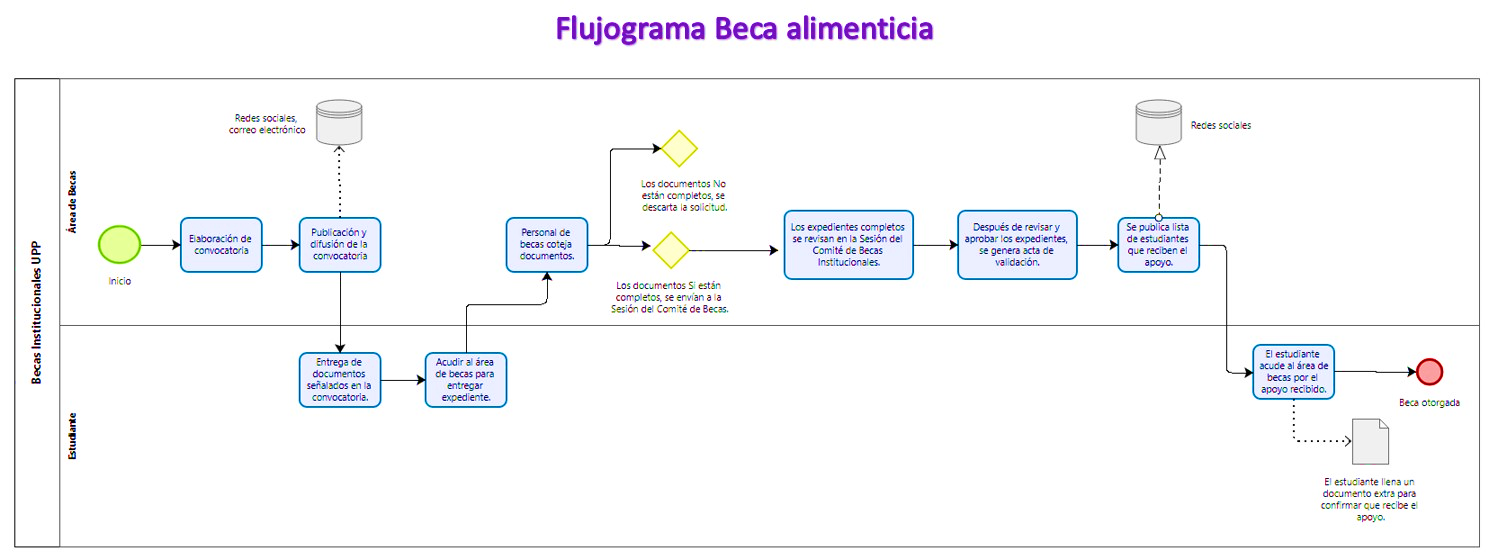 Flujograma Beca alimenticia
Becas Institucionales UPP
Área de Becas
Redes sociales,
correo electrónico
Inicio
Elaboración de
convocatoria
Publicación y
difusión de la
convocatoria
Personal de
becas coteja
documentos.
Los documentos No
están completos, se
descarta la solicitud.
Los documentos Si están
completos, se envían a la
Sesión del Comité de Becas.
Los expedientes completos
se revisan en la Sesión del
Comité de Becas
Institucionales.
Después de revisar y
aprobar los expedientes,
se genera acta de
validación.
Redes sociales
Se publica lista
de estudiantes
que reciben el
apoyo.
Estudiante
Entrega de
documentos
señalados en la
convocatoria.
Acudir al área
de becas para
entregar
expediente.
El estudiante
acude al área de
becas por el
apoyo recibido.
Beca otorgada
El estudiante llena un
documento extra para
confirmar que recibe el
apoyo.